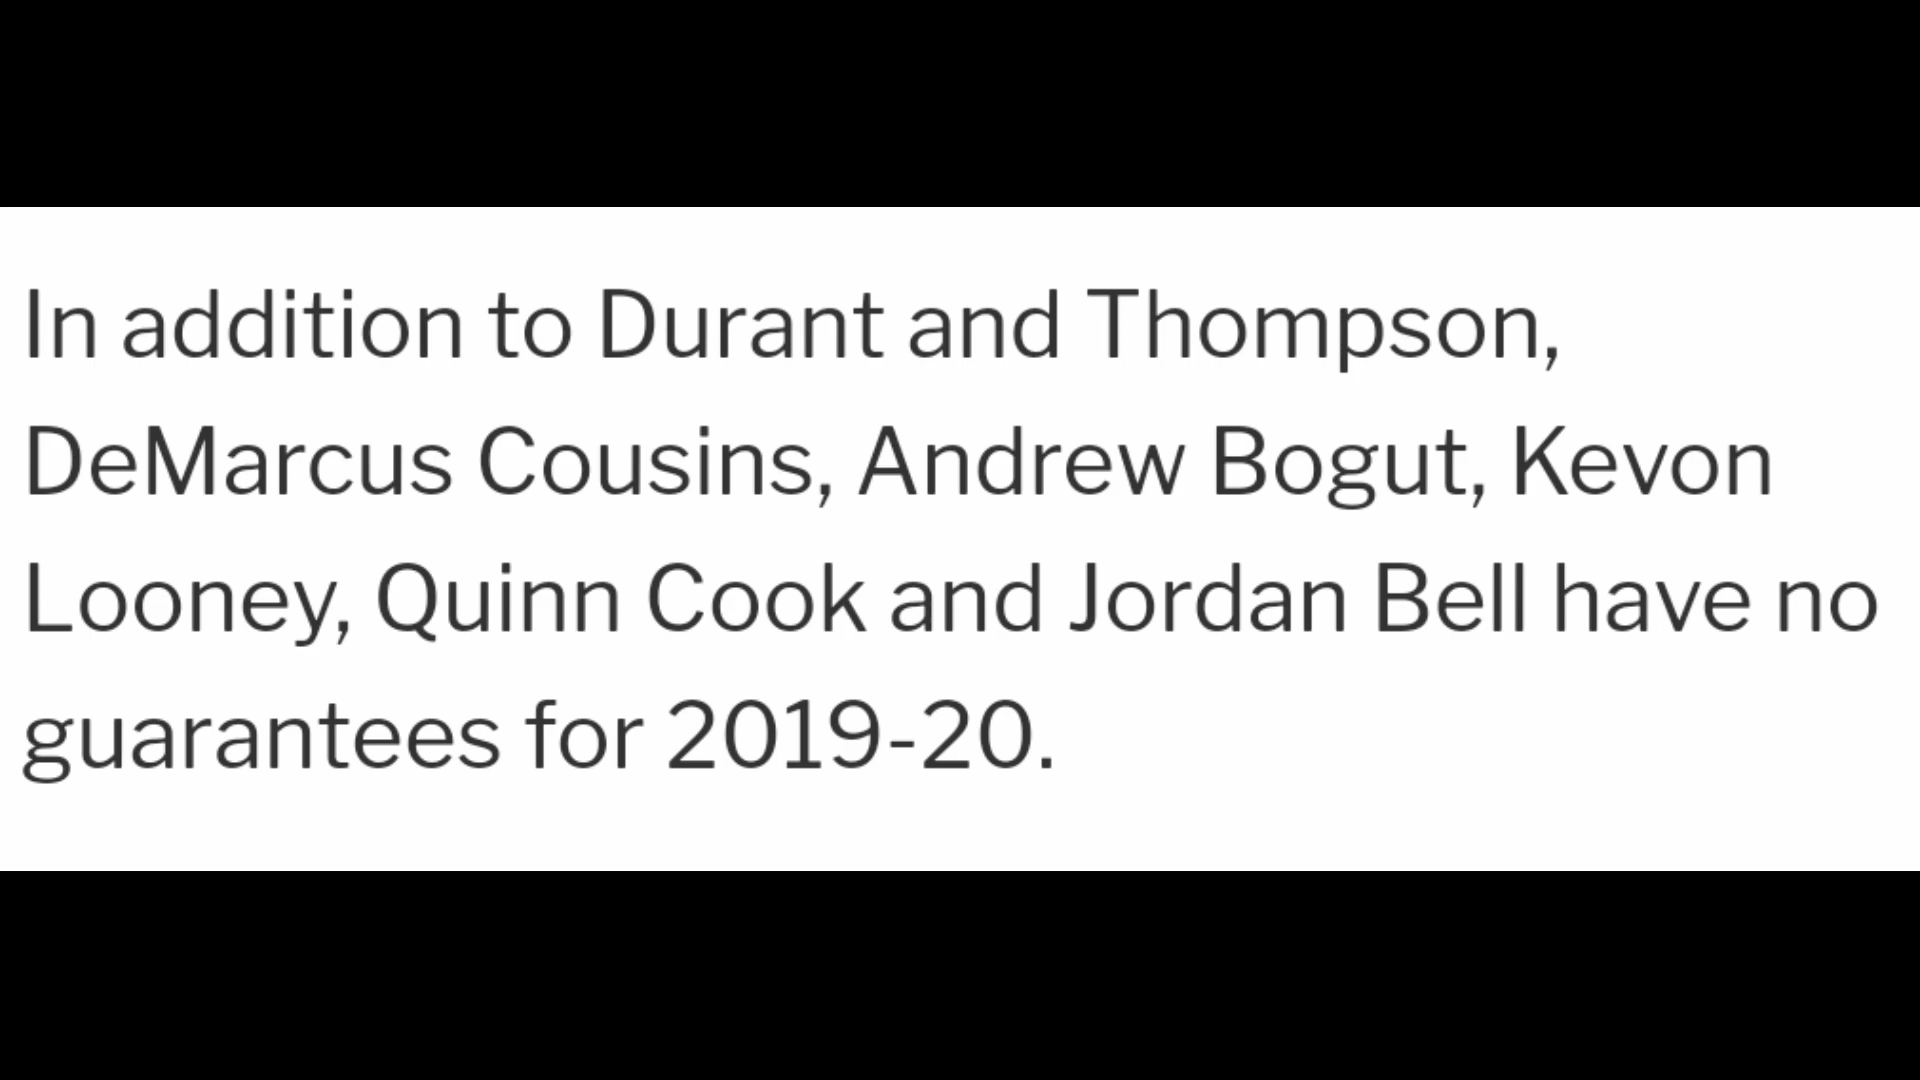 In addition to Durant and Thompson,
DeMarcus Cousins, Andrew Bogut, Kevon
Looney, Quinn Cook and Jordan Bell have no
guarantees for 2019-20.